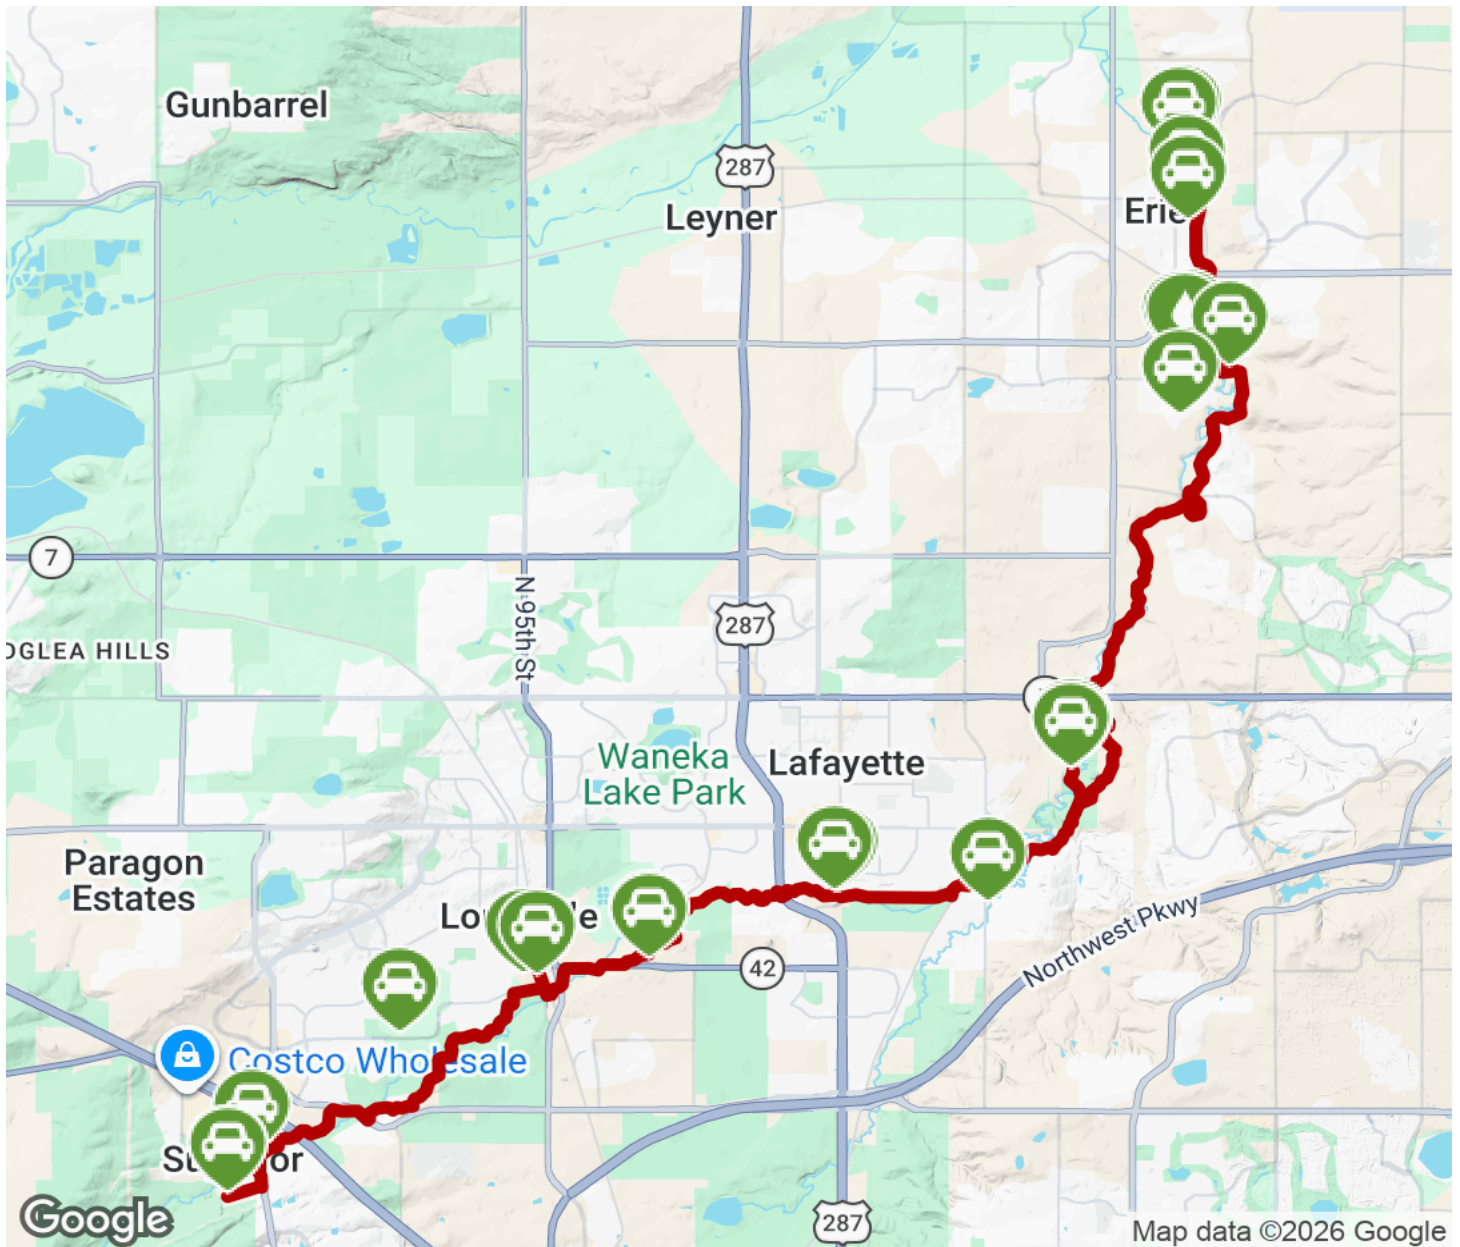 Gunbarrel
287
Leyner
Erie
7
N 95th St
287
OGLEA HILLS
Waneka
Lake Park
Lafayette
Paragon
Estates
Northwest Pkwy
42
Costco Wholesale
287
Google
Map data ©2026 Google